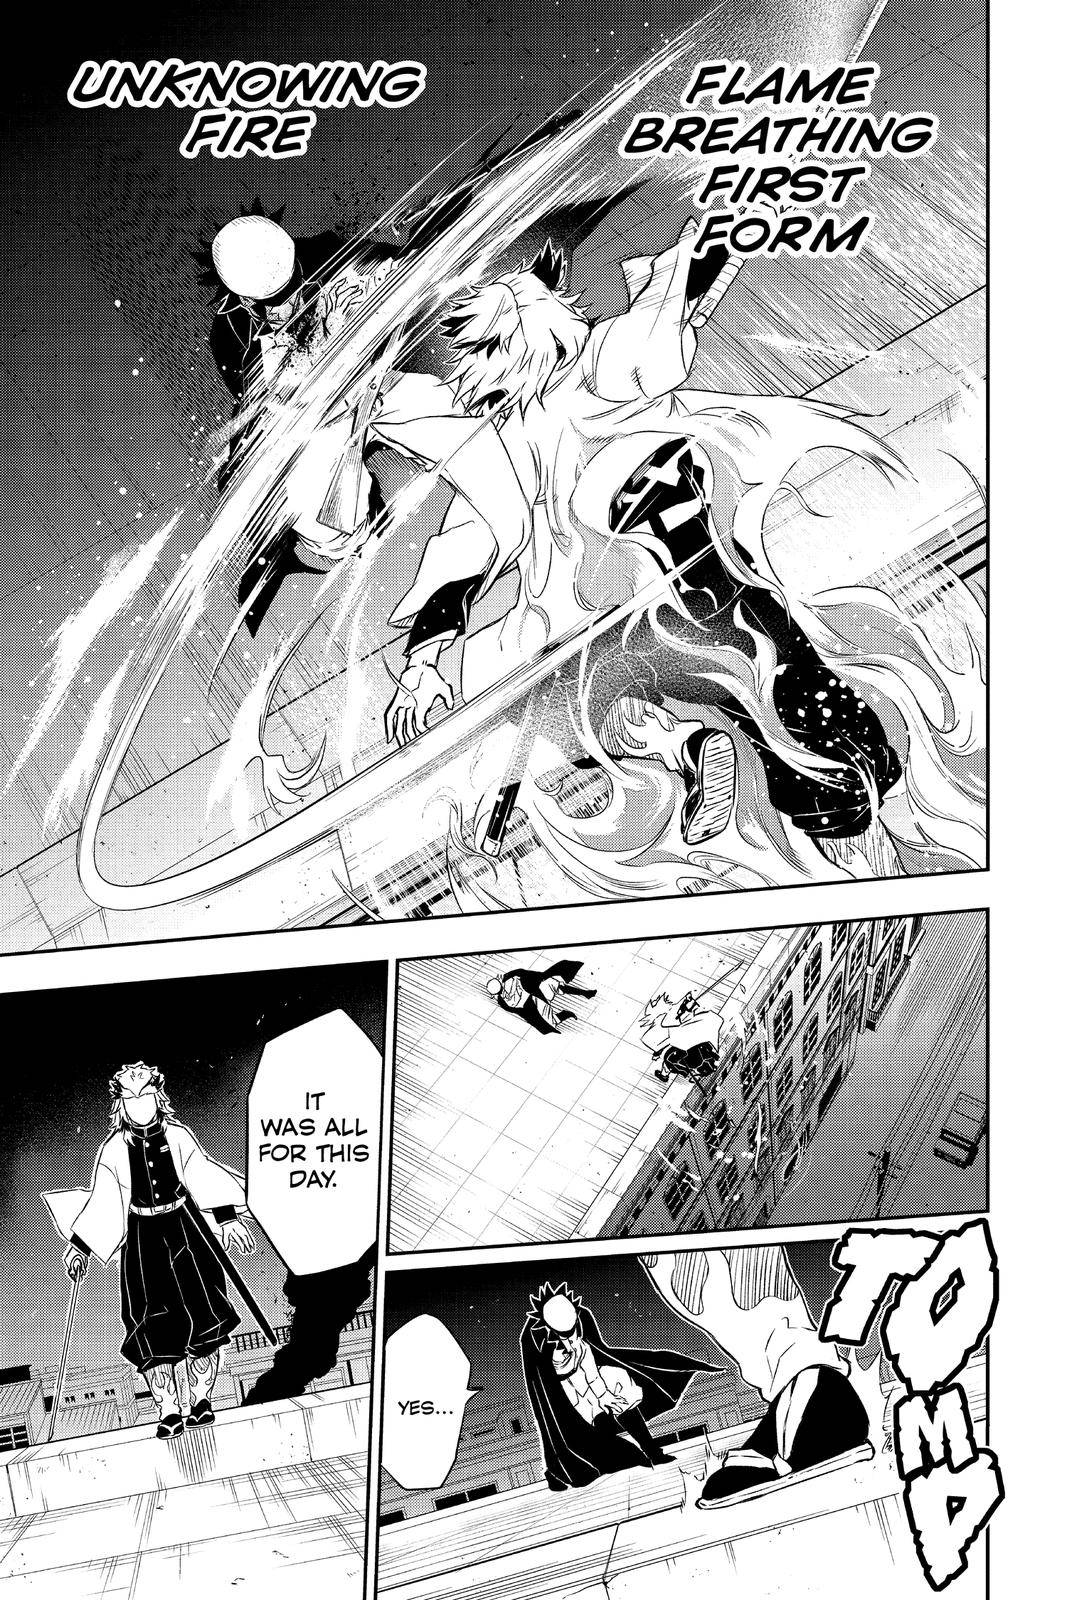 FLAME
BREATHING
FIRST
FORM
UNKNOWING
FIRE
TOMP
YES...
IT
WAS ALL
FOR THIS
DAY.